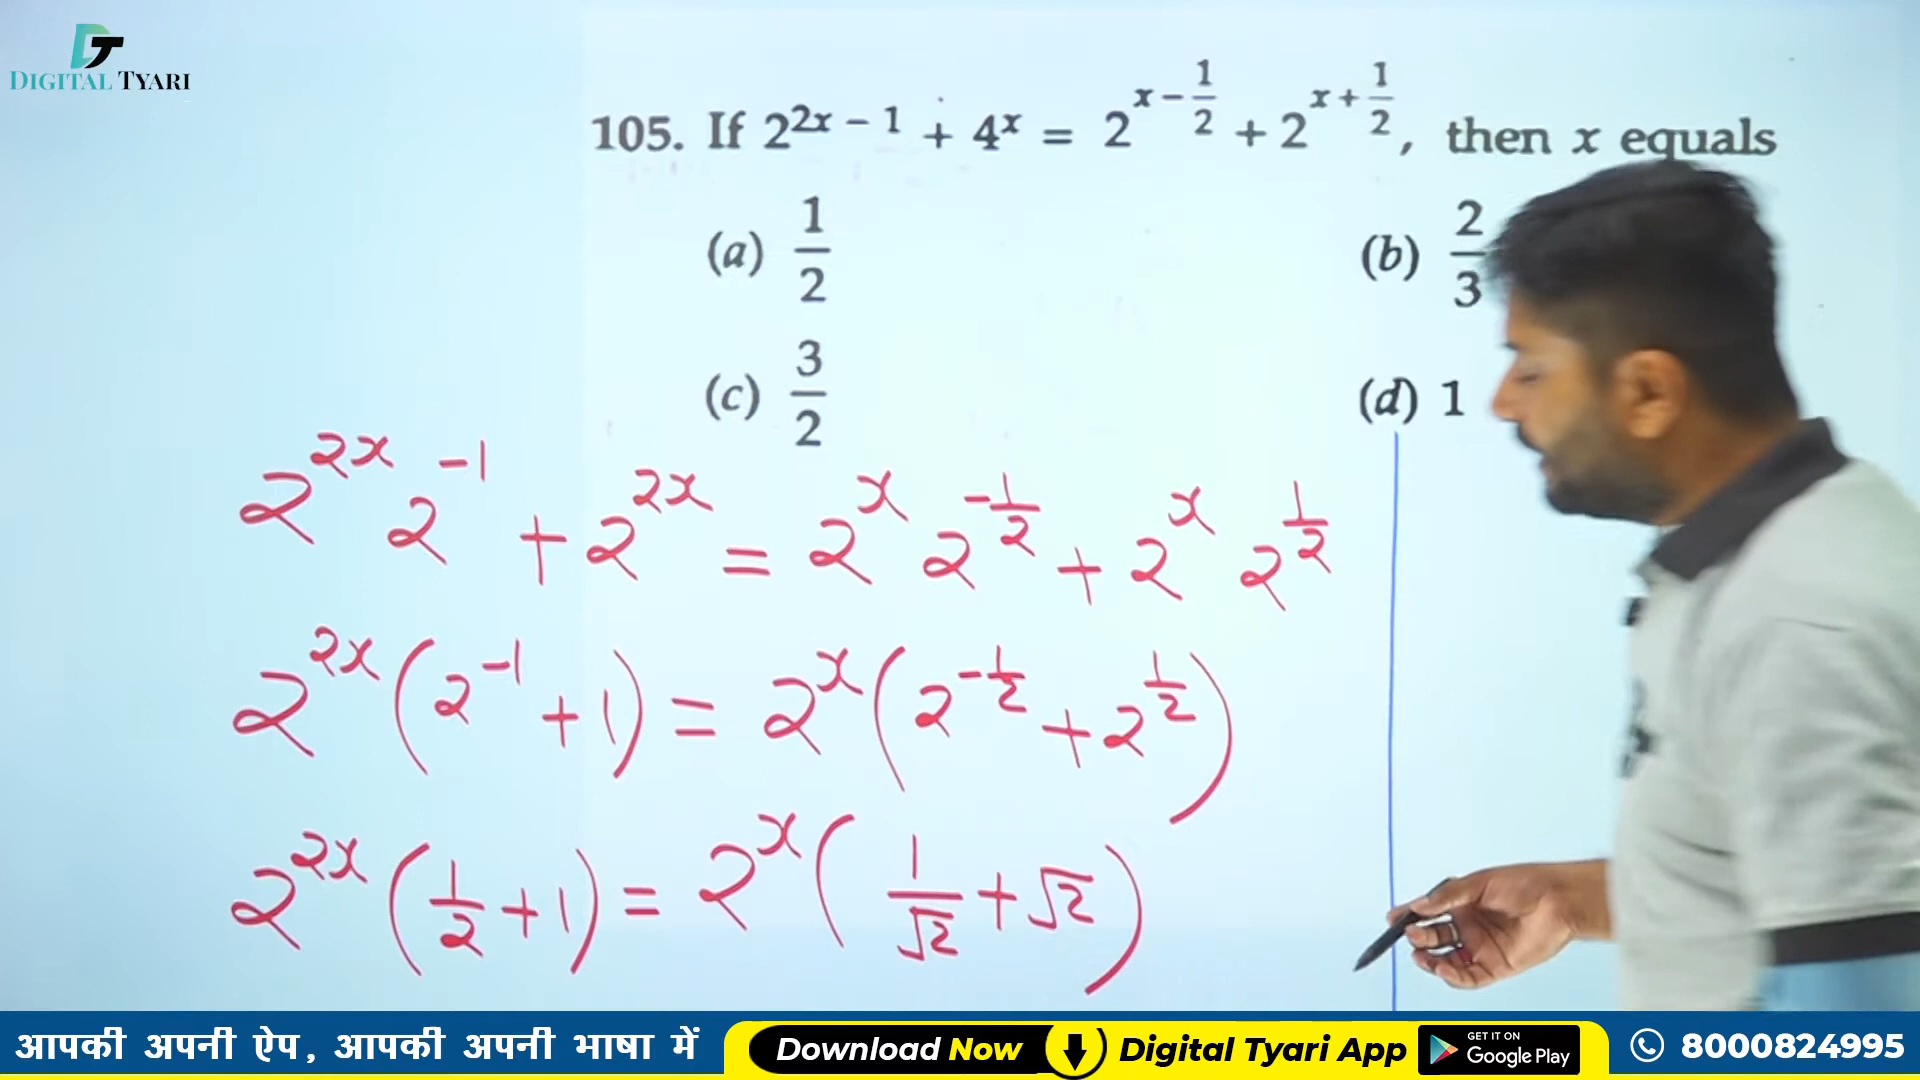 DT
DIGITAL TYARI
105. If 2^{2x – 1} + 4^x = 2^{x – 1/2} + 2^{x + 1/2}, then x equals
(a) 1/2 (b) 2/3
(c) 3/2 (d) 1
2^{2x} 2^{-1} + 2^{2x} = 2^x 2^{-1/2} + 2^x 2^{1/2}
2^{2x} (2^{-1} + 1) = 2^x (2^{-1/2} + 2^{1/2})
2^{2x} (1/2 + 1) = 2^x (1/√2 + √2)
आपकी अपनी ऐप, आपकी अपनी भाषा में
Download Now
Digital Tyari App
GET IT ON
Google Play
8000824995